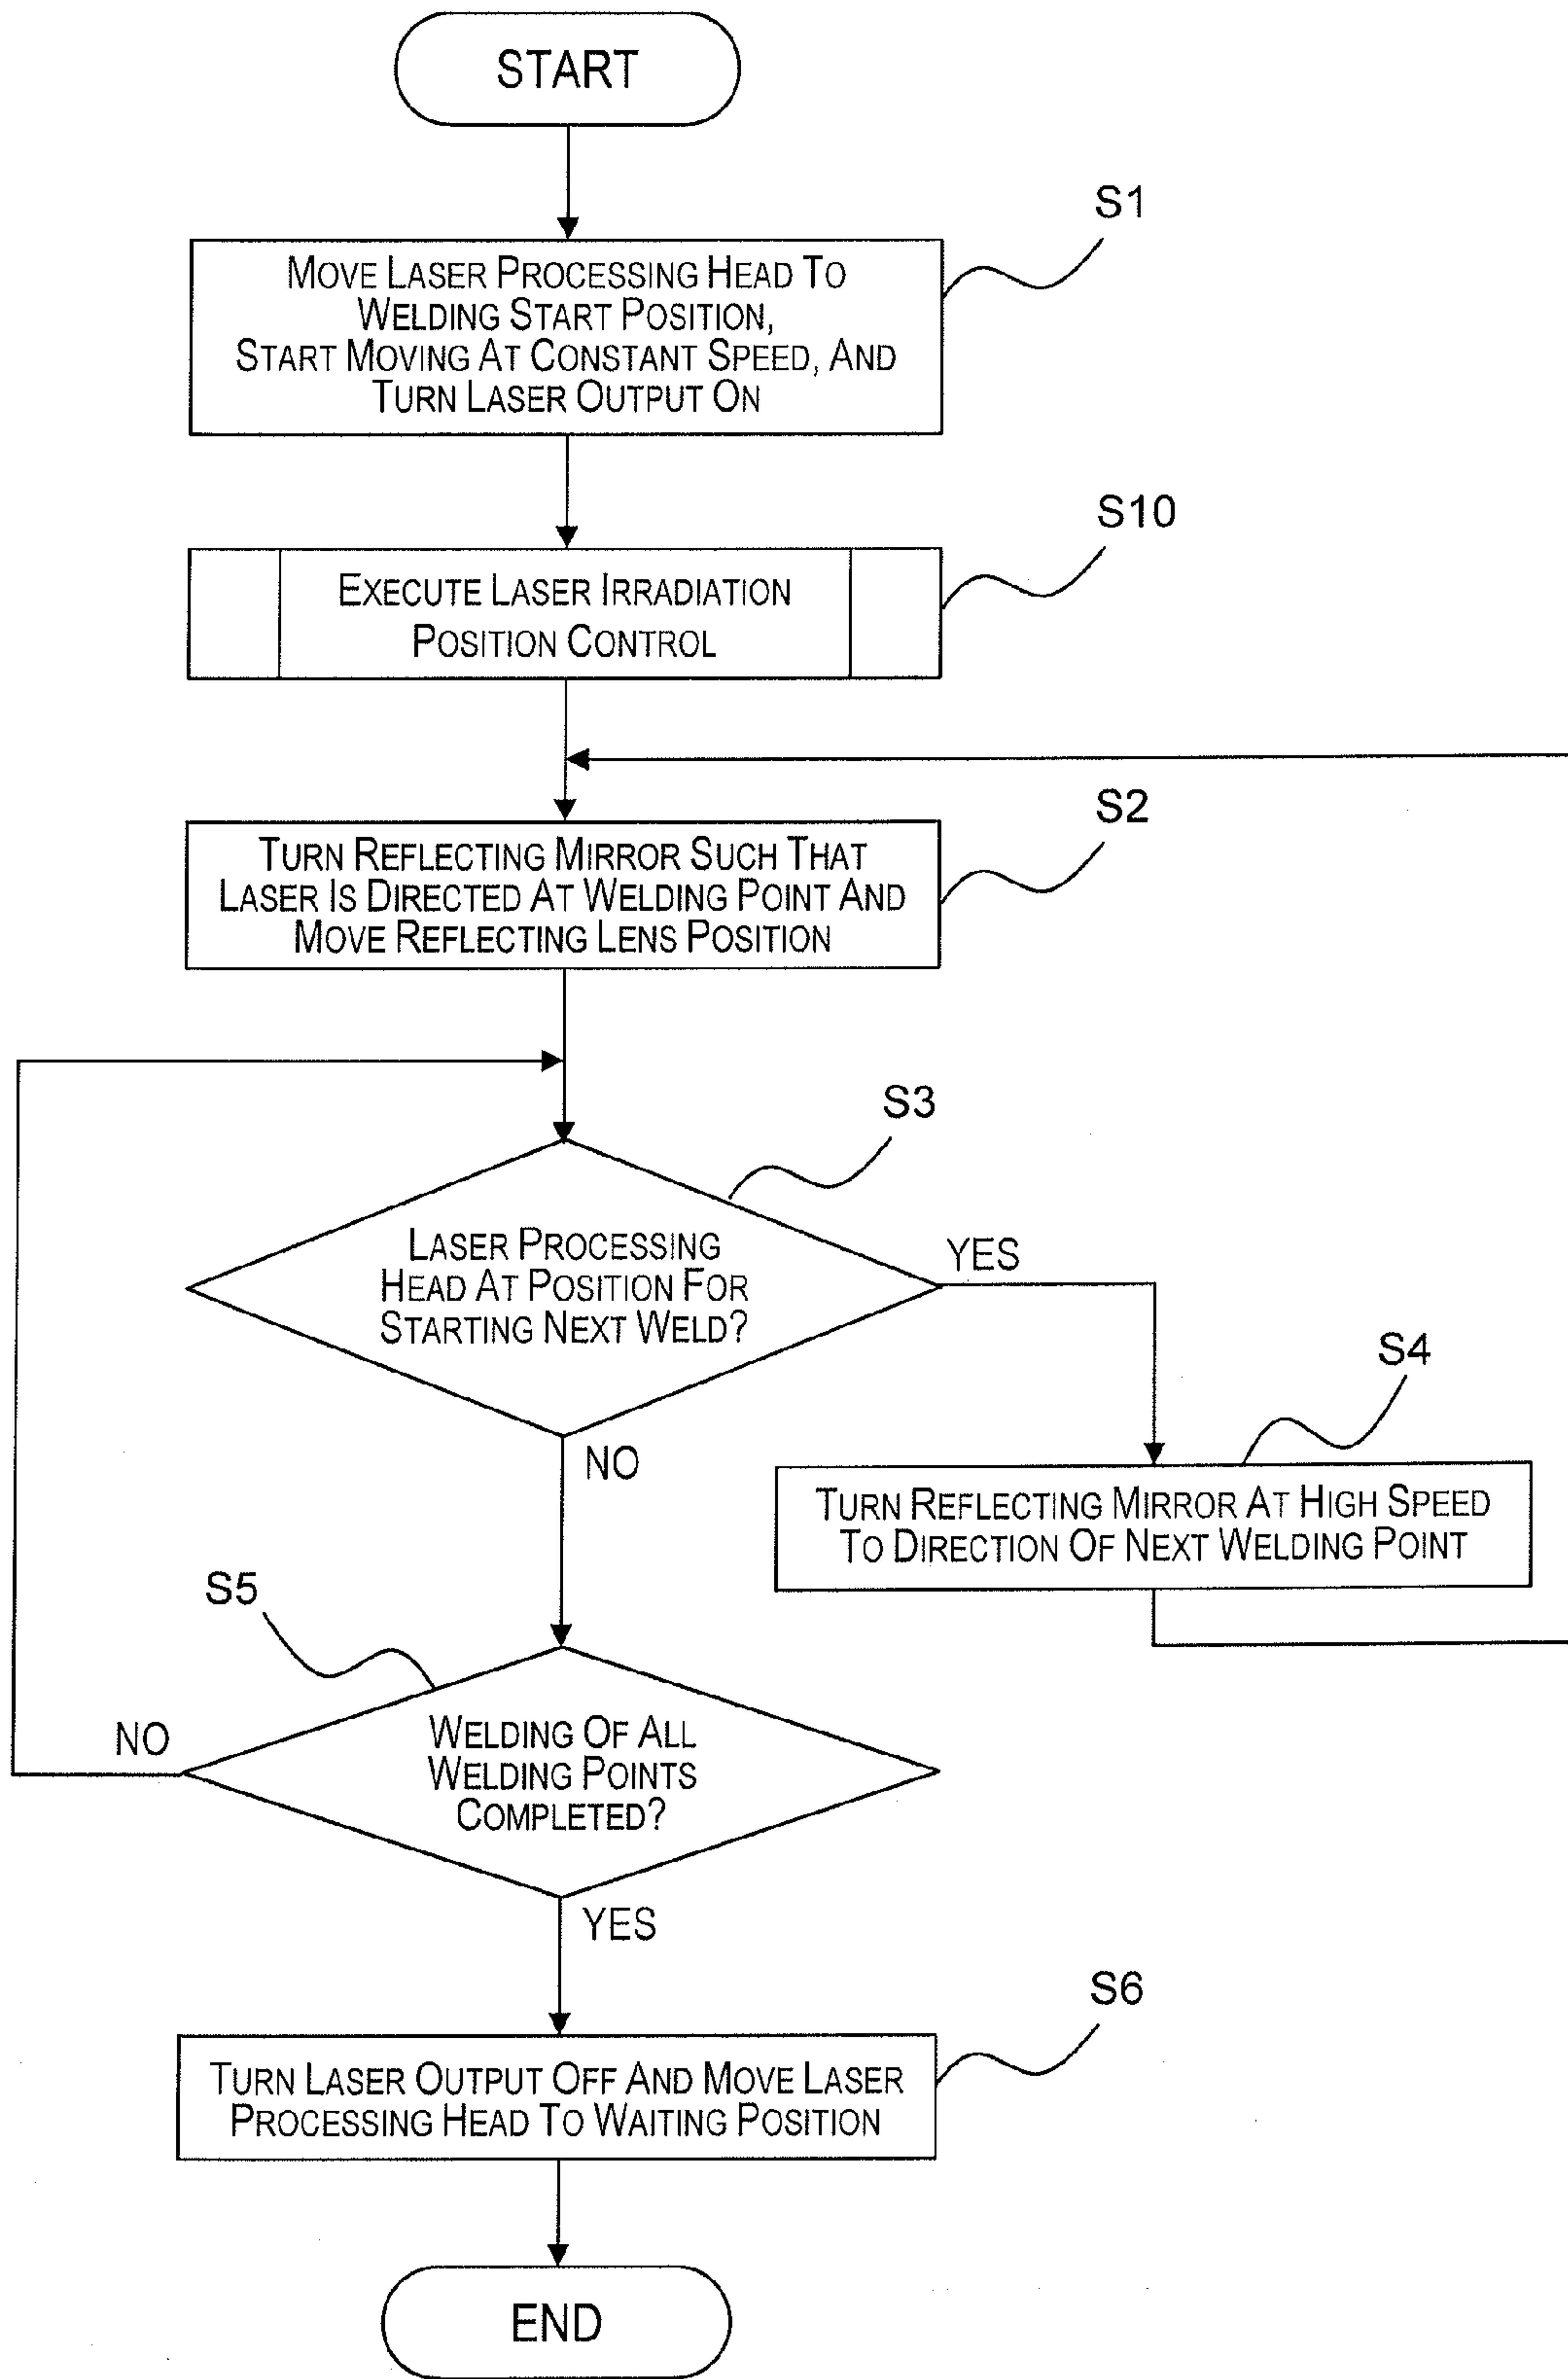 START
S1
MOVE LASER PROCESSING HEAD TO
WELDING START POSITION,
START MOVING AT CONSTANT SPEED, AND
TURN LASER OUTPUT ON
S10
EXECUTE LASER IRRADIATION
POSITION CONTROL
S2
TURN REFLECTING MIRROR SUCH THAT
LASER IS DIRECTED AT WELDING POINT AND
MOVE REFLECTING LENS POSITION
S3
LASER PROCESSING
HEAD AT POSITION FOR
STARTING NEXT WELD?
YES
NO
S4
TURN REFLECTING MIRROR AT HIGH SPEED
TO DIRECTION OF NEXT WELDING POINT
S5
WELDING OF ALL
WELDING POINTS
COMPLETED?
NO
YES
S6
TURN LASER OUTPUT OFF AND MOVE LASER
PROCESSING HEAD TO WAITING POSITION
END